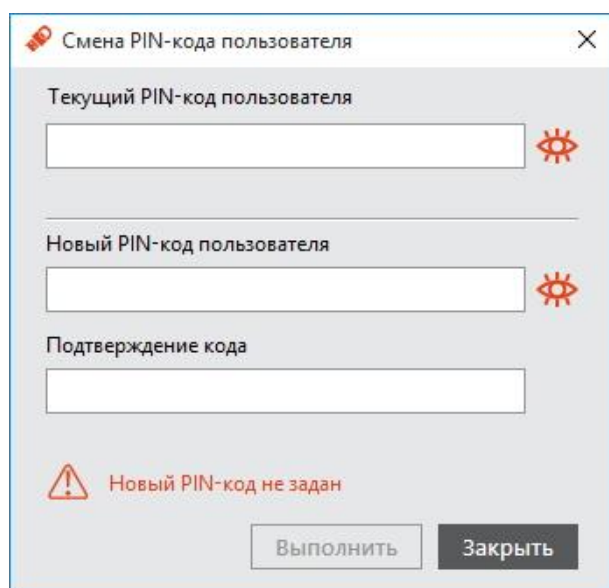 Смена PIN-кода пользователя
Текущий PIN-код пользователя
Новый PIN-код пользователя
Подтверждение кода
Новый PIN-код не задан
Выполнить Закрыть